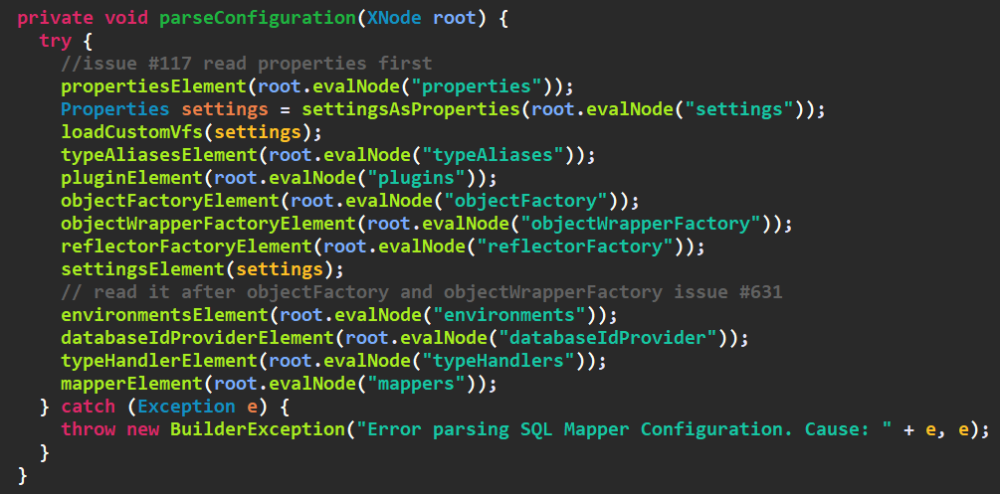 private void parseConfiguration(XNode root) {
  try {
    //issue #117 read properties first
    propertiesElement(root.evalNode("properties"));
    Properties settings = settingsAsProperties(root.evalNode("settings"));
    loadCustomVfs(settings);
    typeAliasesElement(root.evalNode("typeAliases"));
    pluginElement(root.evalNode("plugins"));
    objectFactoryElement(root.evalNode("objectFactory"));
    objectWrapperFactoryElement(root.evalNode("objectWrapperFactory"));
    reflectorFactoryElement(root.evalNode("reflectorFactory"));
    settingsElement(settings);
    // read it after objectFactory and objectWrapperFactory issue #631
    environmentsElement(root.evalNode("environments"));
    databaseIdProviderElement(root.evalNode("databaseIdProvider"));
    typeHandlerElement(root.evalNode("typeHandlers"));
    mapperElement(root.evalNode("mappers"));
  } catch (Exception e) {
    throw new BuilderException("Error parsing SQL Mapper Configuration. Cause: " + e, e);
  }
}